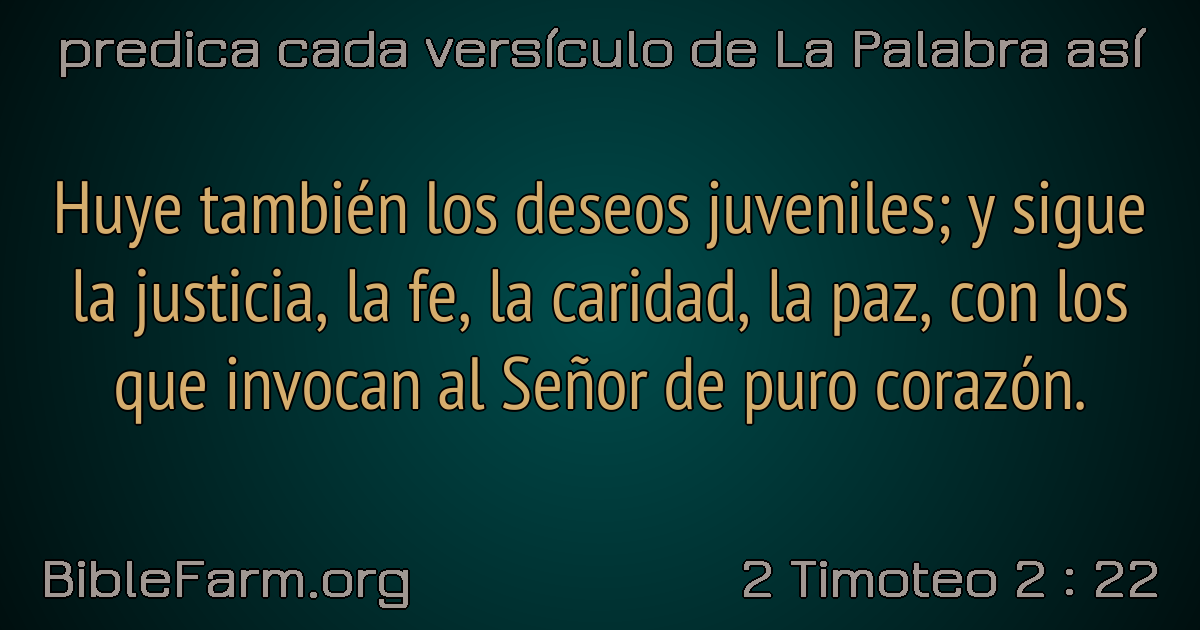 predica cada versículo de La Palabra así
Huye también los deseos juveniles; y sigue
la justicia, la fe, la caridad, la paz, con los
que invocan al Señor de puro corazón.
BibleFarm.org
2 Timoteo 2 : 22